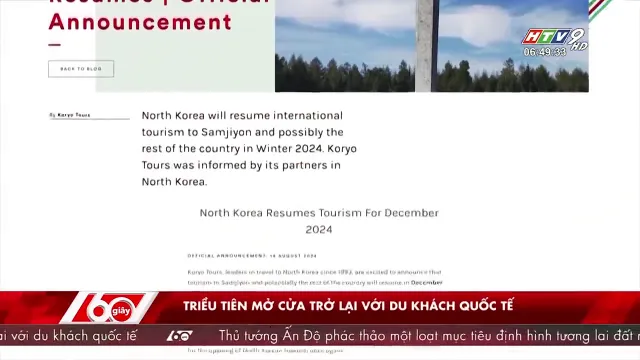 Resumes | Official
Announcement
BACK TO BLOG
HTV9 HD
06:49:33
By Koryo Tours
North Korea will resume international
tourism to Samjiyon and possibly the
rest of the country in Winter 2024. Koryo
Tours was informed by its partners in
North Korea.
North Korea Resumes Tourism For December
2024
OFFICIAL ANNOUNCEMENT: 14 AUGUST 2024
Koryo Tours, leaders in travel to North Korea since 1993, are excited to announce that
tourism to Samjiyon and potentially the rest of the country will resume in December
60 giây
TRIỀU TIÊN MỞ CỬA TRỞ LẠI VỚI DU KHÁCH QUỐC TẾ
ại với du khách quốc tế 60 Thủ tướng Ấn Độ phác thảo một loạt mục tiêu định hình tương lai đất